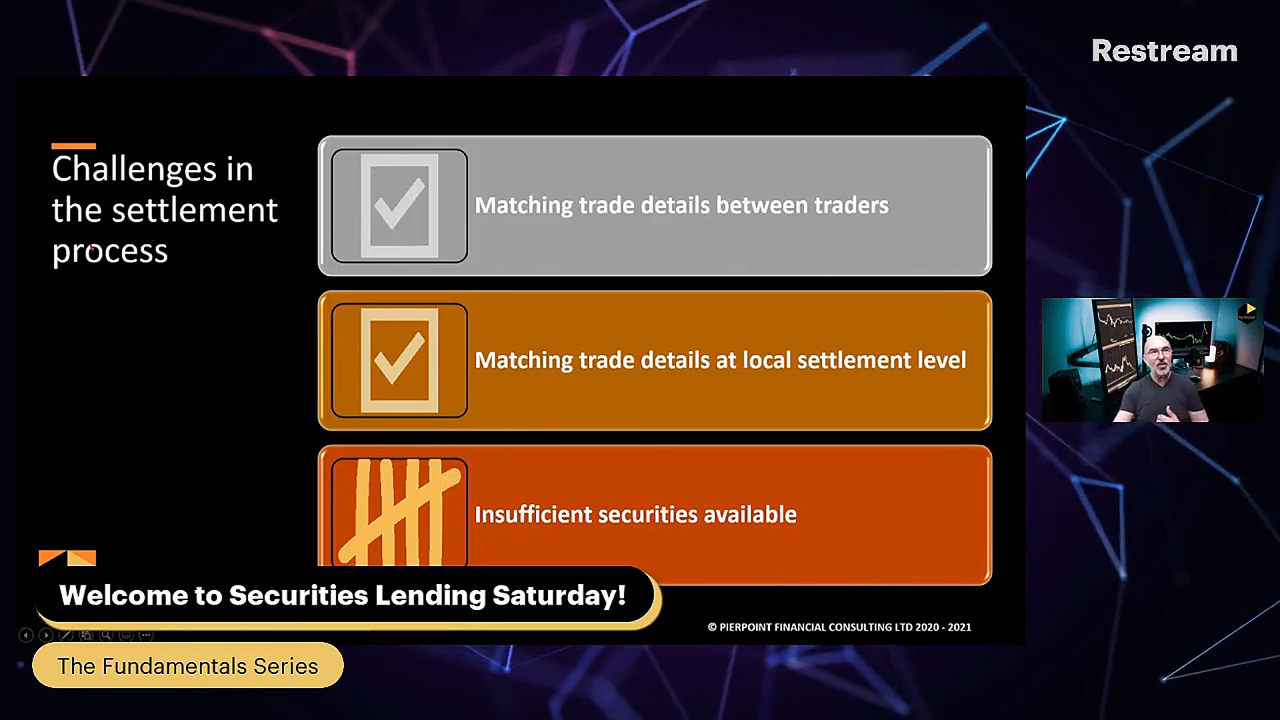 Restream
Challenges in
the settlement
process
Matching trade details between traders
Matching trade details at local settlement level
Insufficient securities available
Welcome to Securities Lending Saturday!
© PIERPOINT FINANCIAL CONSULTING LTD 2020 - 2021
The Fundamentals Series